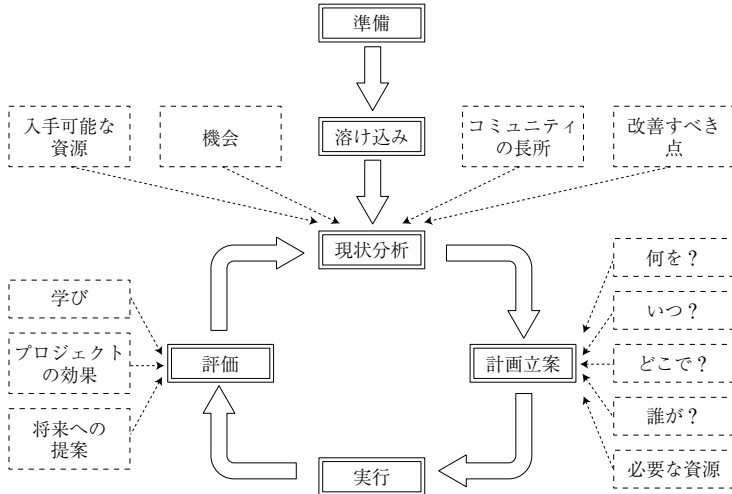 準備
入手可能な
資源
機会
溶け込み
コミュニティ
の長所
改善すべき
点
現状分析
何を？
学び
いつ？
プロジェクト
の効果
評価
計画立案
どこで？
誰が？
将来への
提案
実行
必要な資源